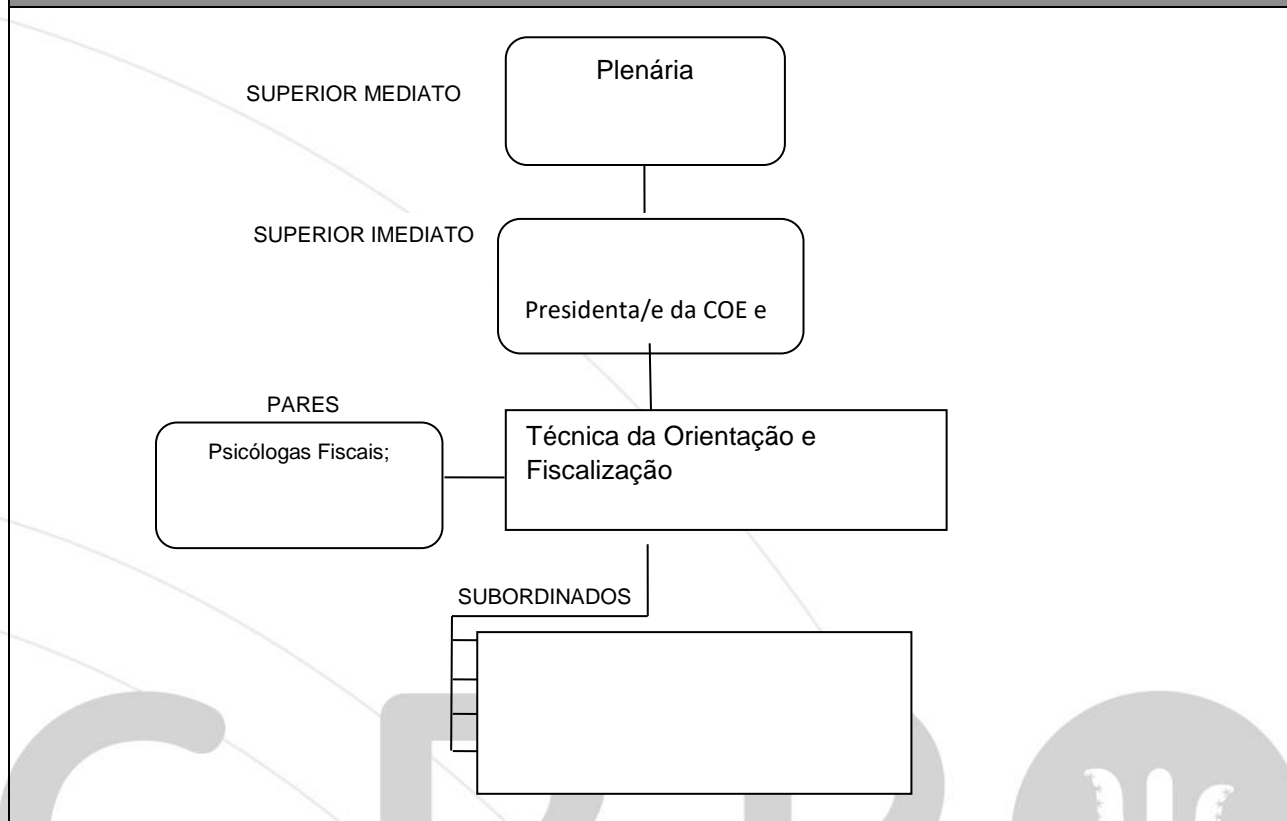 Plenária
SUPERIOR MEDIATO
SUPERIOR IMEDIATO
Presidenta/e da COE e
PARES
Psicólogas Fiscais;
Técnica da Orientação e
Fiscalização
SUBORDINADOS